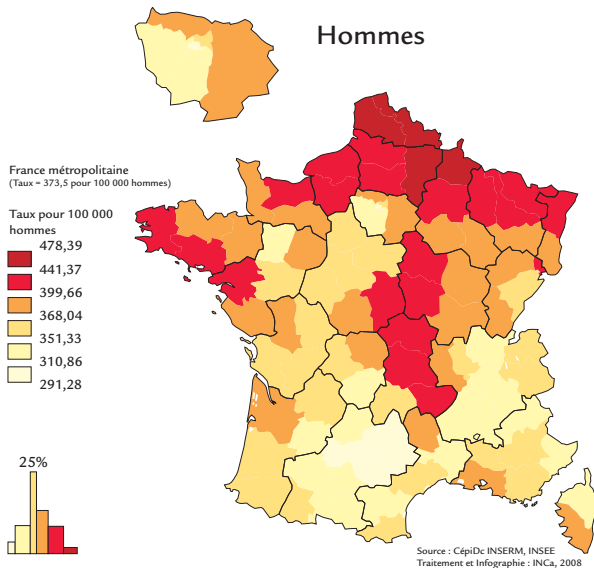 Hommes
France métropolitaine
(Taux = 373,5 pour 100 000 hommes)
Taux pour 100 000
hommes
478,39
441,37
399,66
368,04
351,33
310,86
291,28
25%
Source : CépiDc INSERM, INSEE
Traitement et Infographie : INCa, 2008